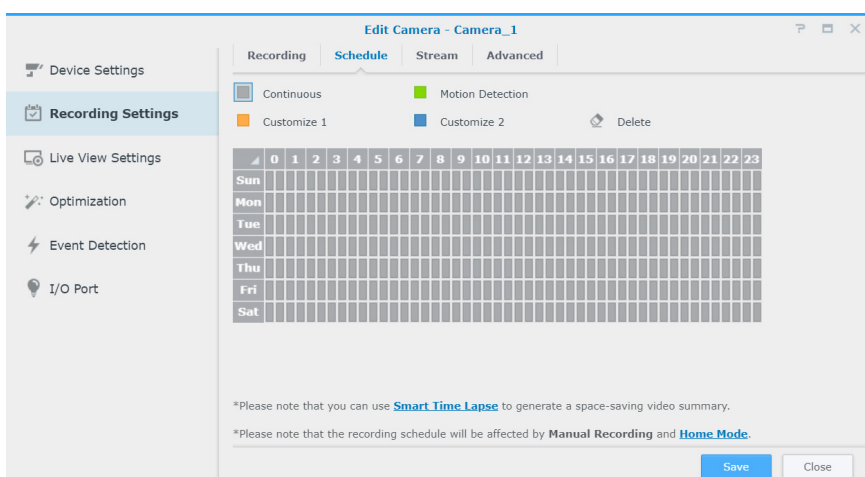 Edit Camera - Camera_1
Device Settings
Recording Settings
Live View Settings
Optimization
Event Detection
I/O Port
Recording Schedule Stream Advanced
Continuous Motion Detection
Customize 1 Customize 2 Delete
0 1 2 3 4 5 6 7 8 9 10 11 12 13 14 15 16 17 18 19 20 21 22 23
Sun
Mon
Tue
Wed
Thu
Fri
Sat
*Please note that you can use Smart Time Lapse to generate a space-saving video summary.
*Please note that the recording schedule will be affected by Manual Recording and Home Mode.
Save Close